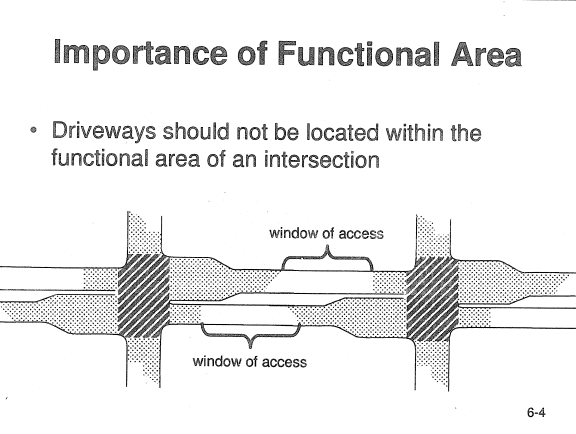 Importance of Functional Area
• Driveways should not be located within the
functional area of an intersection
window of access
window of access
6-4